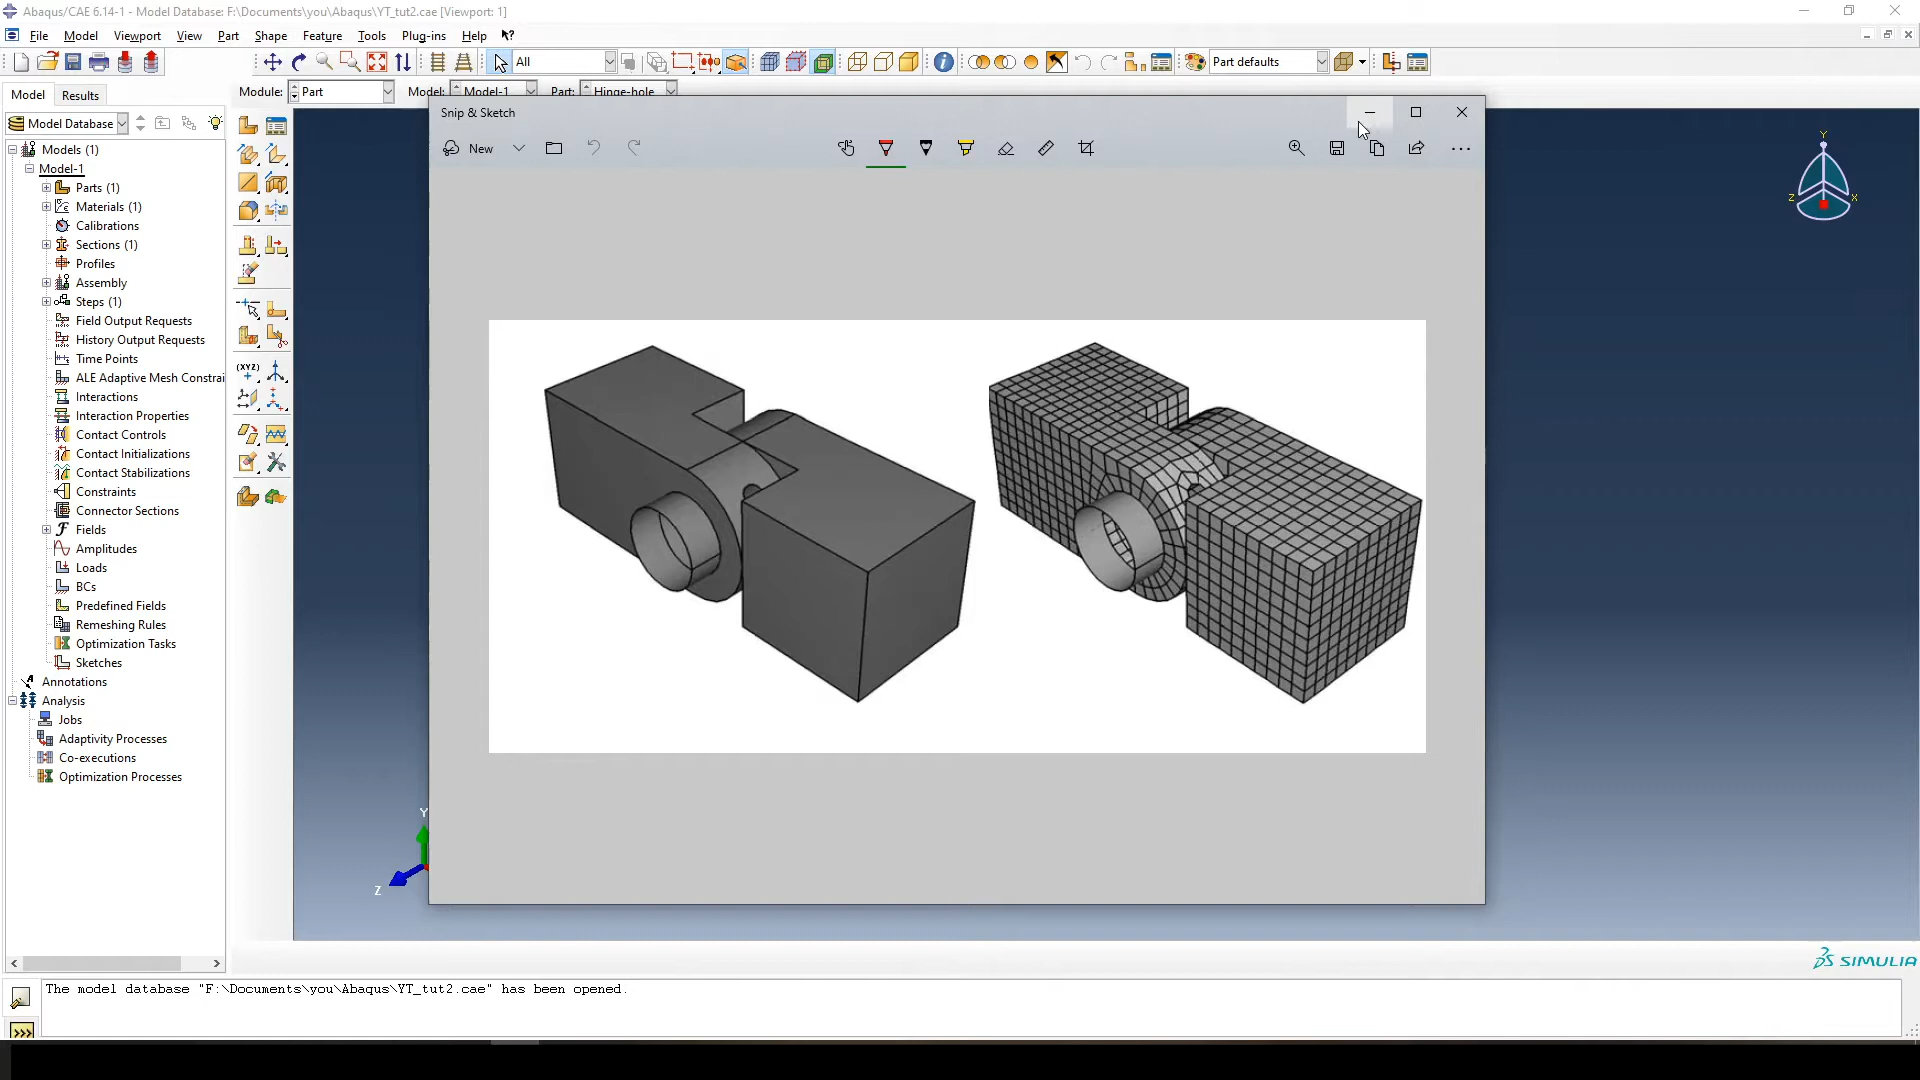 Abaqus/CAE 6.14-1 - Model Database: F:\Documents\you\Abaqus\YT_tut2.cae [Viewport: 1]
File Model Viewport View Part Shape Feature Tools Plug-ins Help
All
Part defaults
Model Results
Module: Part Model: Model-1 Part: Hinge-hole
Model Database
Snip & Sketch
New
Models (1)
Model-1
Parts (1)
Materials (1)
Calibrations
Sections (1)
Profiles
Assembly
Steps (1)
Field Output Requests
History Output Requests
Time Points
ALE Adaptive Mesh Constrai
Interactions
Interaction Properties
Contact Controls
Contact Initializations
Contact Stabilizations
Constraints
Connector Sections
Fields
Amplitudes
Loads
BCs
Predefined Fields
Remeshing Rules
Optimization Tasks
Sketches
Annotations
Analysis
Jobs
Adaptivity Processes
Co-executions
Optimization Processes
(XYZ)
Y
Z
X
Y
Z
SIMULIA
The model database "F:\Documents\you\Abaqus\YT_tut2.cae" has been opened.
>>>